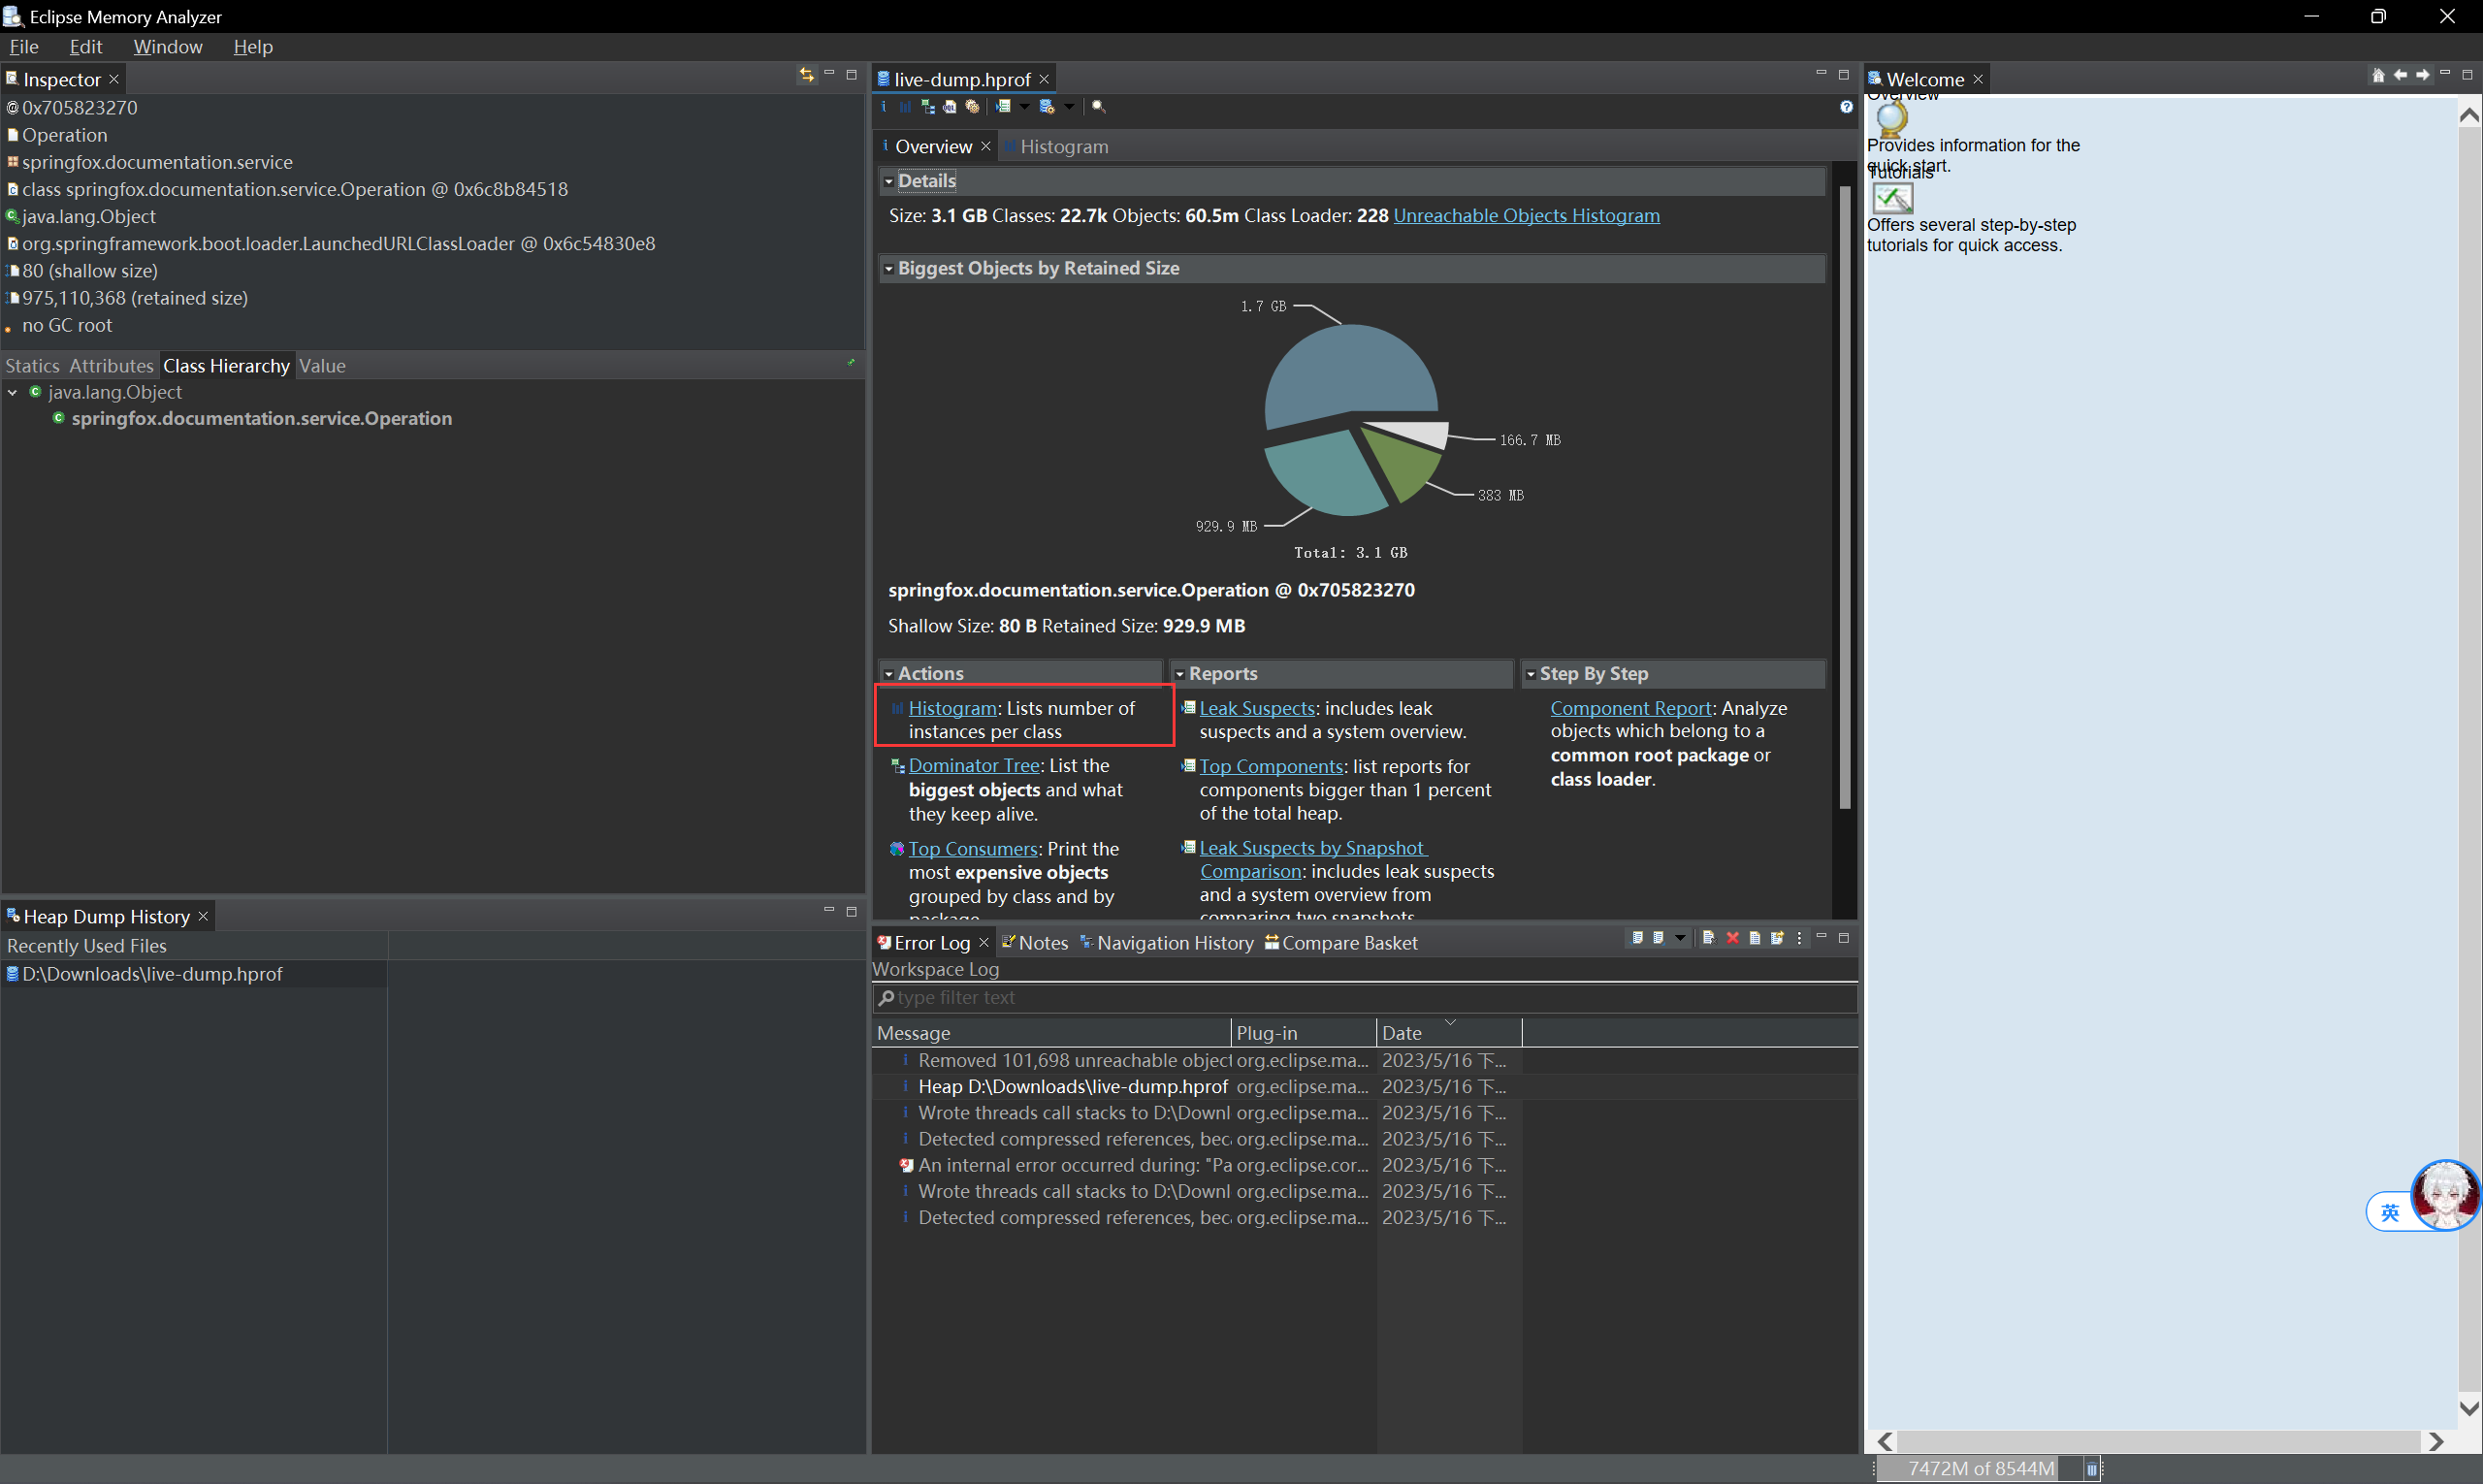 Eclipse Memory Analyzer
File Edit Window Help
Inspector
@ 0x705823270
Operation
springfox.documentation.service
class springfox.documentation.service.Operation @ 0x6c8b84518
java.lang.Object
org.springframework.boot.loader.LaunchedURLClassLoader @ 0x6c54830e8
80 (shallow size)
975,110,368 (retained size)
no GC root
Statics Attributes Class Hierarchy Value
java.lang.Object
springfox.documentation.service.Operation
Heap Dump History
Recently Used Files
D:\Downloads\live-dump.hprof
live-dump.hprof
Overview Histogram
Details
Size: 3.1 GB Classes: 22.7k Objects: 60.5m Class Loader: 228 Unreachable Objects Histogram
Biggest Objects by Retained Size
1.7 GB
166.7 MB
383 MB
929.9 MB
Total: 3.1 GB
springfox.documentation.service.Operation @ 0x705823270
Shallow Size: 80 B Retained Size: 929.9 MB
Actions
Histogram: Lists number of
instances per class
Dominator Tree: List the
biggest objects and what
they keep alive.
Top Consumers: Print the
most expensive objects
grouped by class and by
package.
Reports
Leak Suspects: includes leak
suspects and a system overview.
Top Components: list reports for
components bigger than 1 percent
of the total heap.
Leak Suspects by Snapshot
Comparison: includes leak suspects
and a system overview from
comparing two snapshots.
Step By Step
Component Report: Analyze
objects which belong to a
common root package or
class loader.
Error Log Notes Navigation History Compare Basket
Workspace Log
type filter text
Message Plug-in Date
Removed 101,698 unreachable object org.eclipse.ma... 2023/5/16 下...
Heap D:\Downloads\live-dump.hprof org.eclipse.ma... 2023/5/16 下...
Wrote threads call stacks to D:\Downl org.eclipse.ma... 2023/5/16 下...
Detected compressed references, bec org.eclipse.ma... 2023/5/16 下...
An internal error occurred during: "Pa org.eclipse.cor... 2023/5/16 下...
Wrote threads call stacks to D:\Downl org.eclipse.ma... 2023/5/16 下...
Detected compressed references, bec org.eclipse.ma... 2023/5/16 下...
Welcome
Overview
Provides information for the
quick start.
Tutorials
Offers several step-by-step
tutorials for quick access.
英
7472M of 8544M